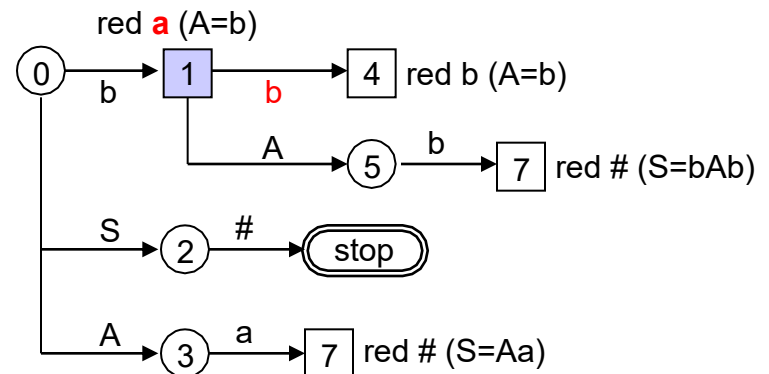 red a (A=b)
0 b 1 b 4 red b (A=b)
A 5 b 7 red # (S=bAb)
S 2 # stop
A 3 a 7 red # (S=Aa)